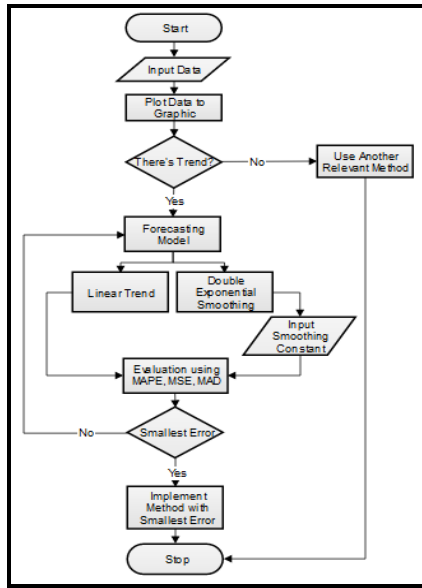 Start
Input Data
Plot Data to
Graphic
There's Trend?
No
Use Another
Relevant Method
Yes
Forecasting
Model
Linear Trend
Double
Exponential
Smoothing
Input
Smoothing
Constant
Evaluation using
MAPE, MSE, MAD
No
Smallest Error
Yes
Implement
Method with
Smallest Error
Stop